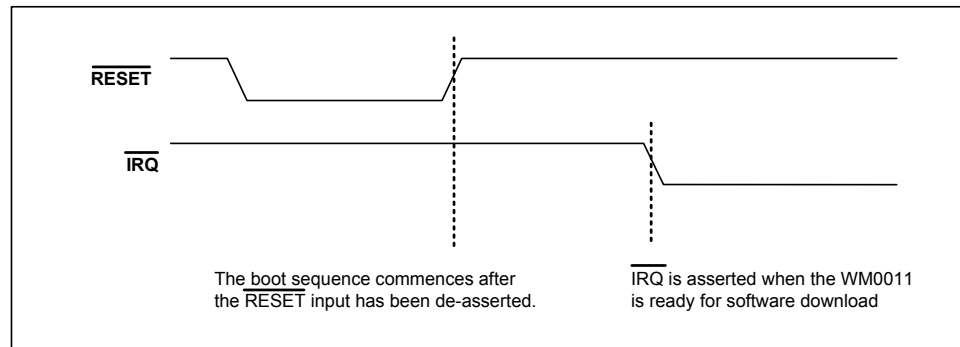 RESET
IRQ
The boot sequence commences after
the RESET input has been de-asserted.
IRQ is asserted when the WM0011
is ready for software download